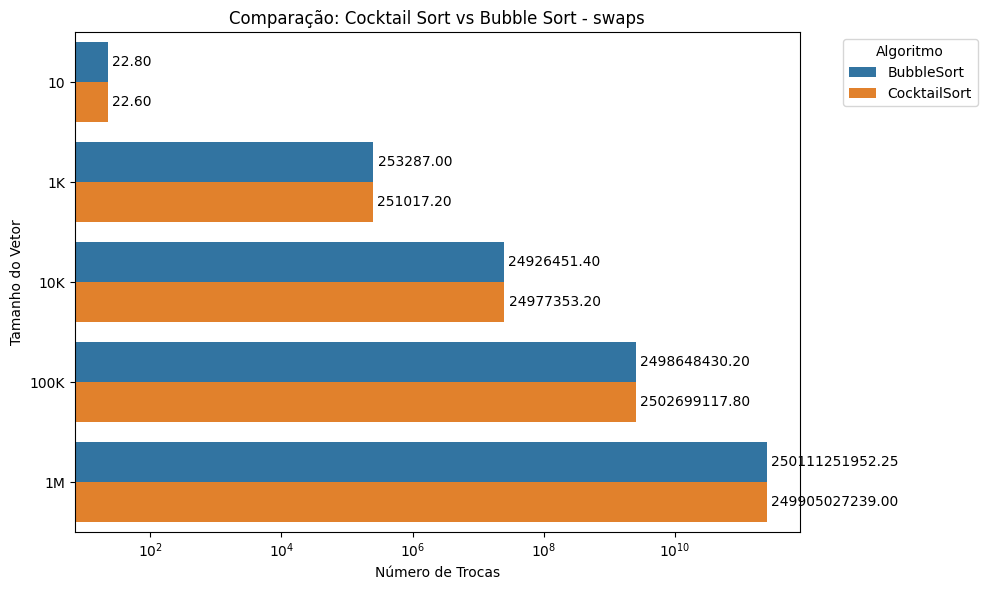 Comparação: Cocktail Sort vs Bubble Sort - swaps
Algoritmo
BubbleSort
CocktailSort
Tamanho do Vetor
10
22.80
22.60
1K
253287.00
251017.20
10K
24926451.40
24977353.20
100K
2498648430.20
2502699117.80
1M
250111251952.25
249905027239.00
10² 10⁴ 10⁶ 10⁸ 10¹⁰
Número de Trocas